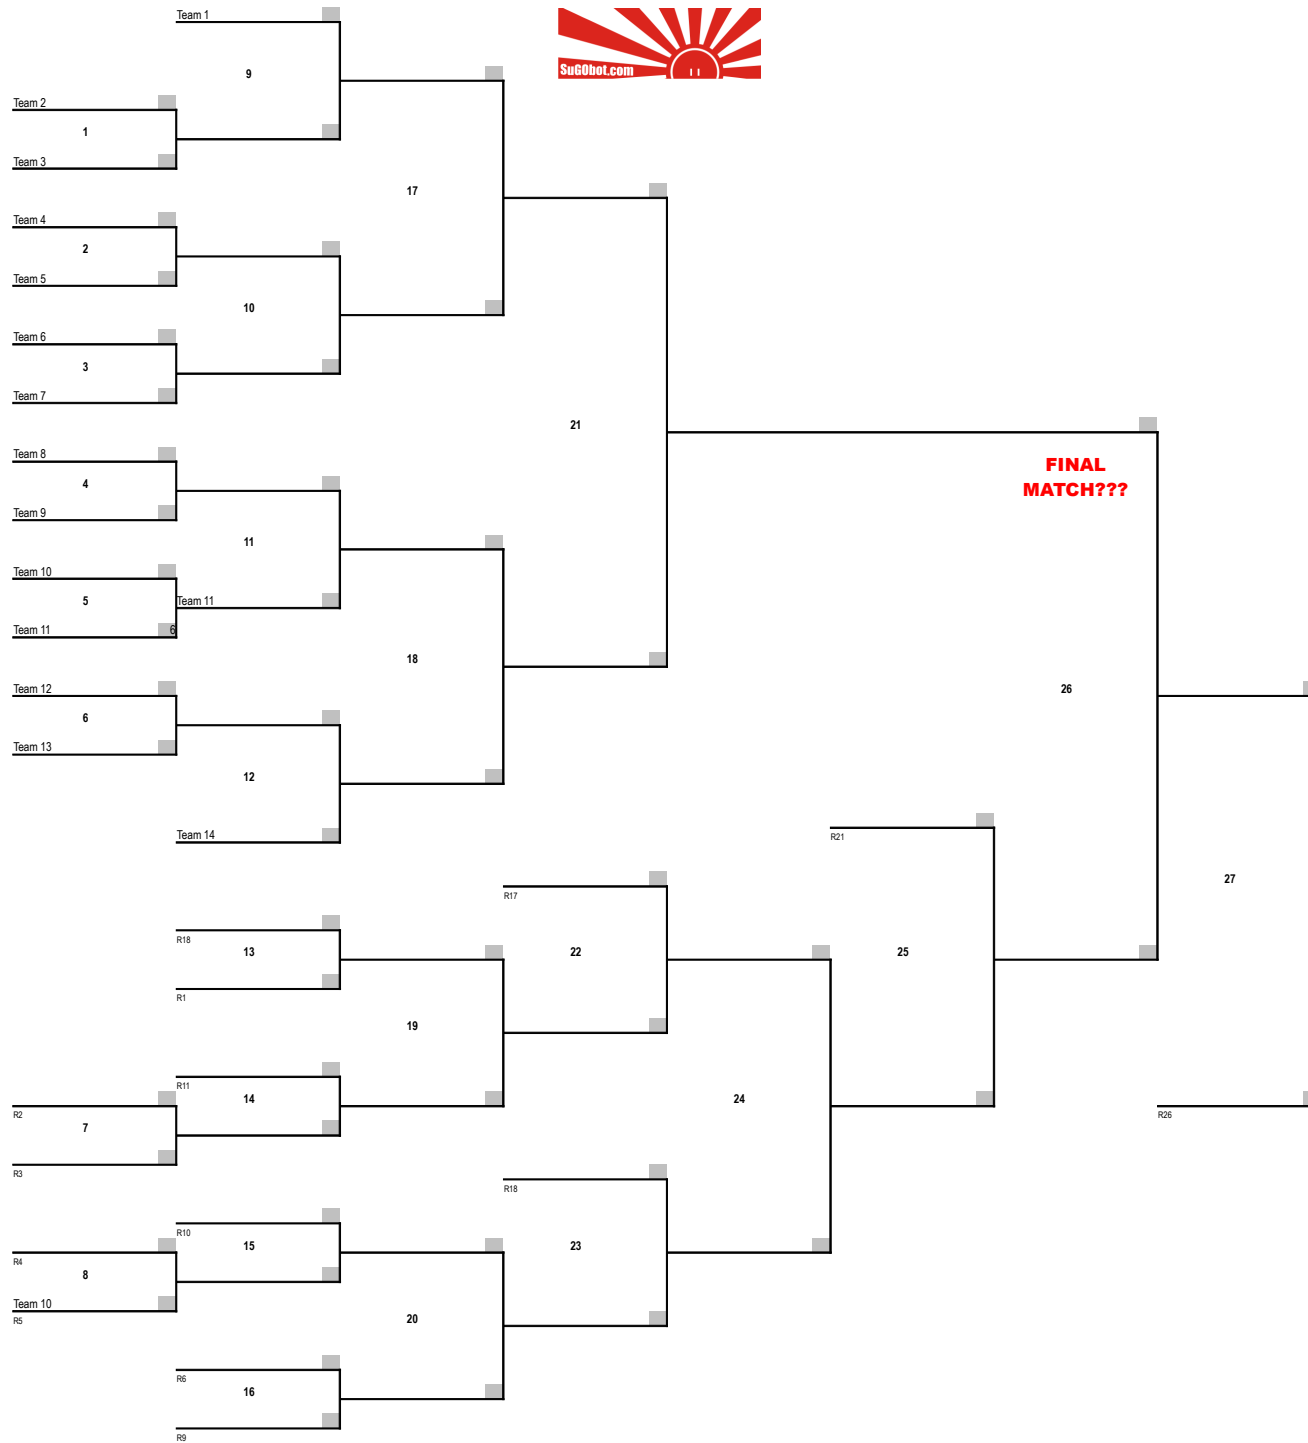 Team 1
SuGObot.com
9
Team 2
1
Team 3
17
Team 4
2
Team 5
10
Team 6
3
Team 7
21
Team 8
FINAL
MATCH???
4
Team 9
11
Team 10
5
Team 11
Team 11
6
18
Team 12
26
6
Team 13
12
Team 14
R21
27
R17
R18
13
22
25
R1
19
R11
14
24
R2
R26
7
R3
R18
R10
15
23
R4
8
Team 10
R5
20
R6
16
R9